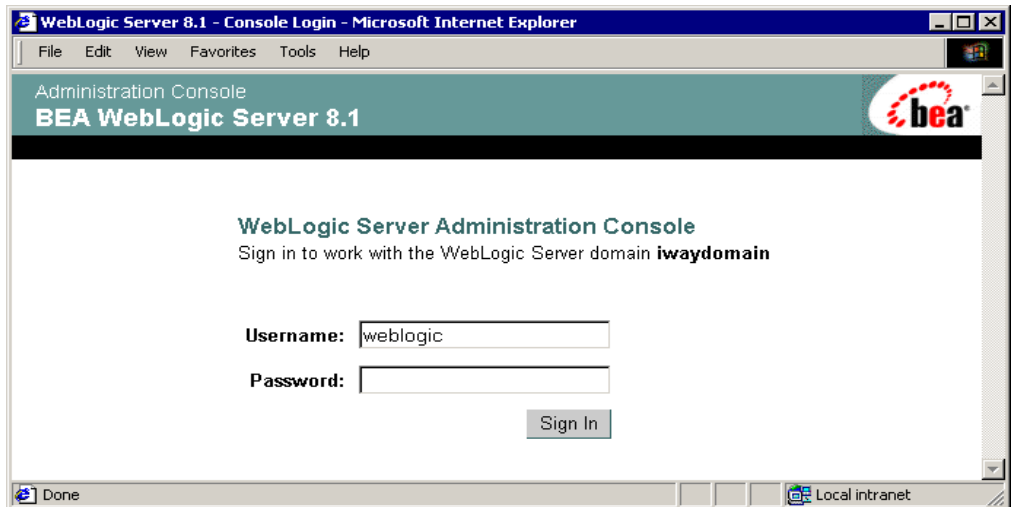 WebLogic Server 8.1 - Console Login - Microsoft Internet Explorer
File Edit View Favorites Tools Help
Administration Console
BEA WebLogic Server 8.1
bea
WebLogic Server Administration Console
Sign in to work with the WebLogic Server domain iwaydomain
Username: weblogic
Password:
Sign In
Done Local intranet